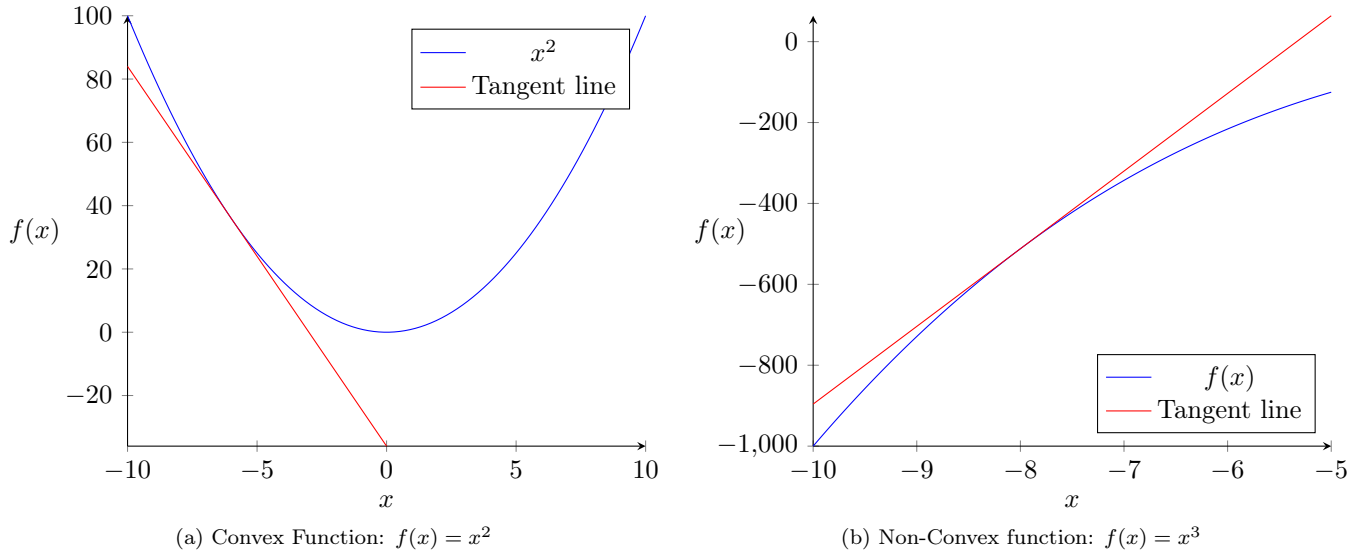 100
80
60
40
20
0
−20
f(x)
−10
−5
0
5
10
x
x²
Tangent line
(a) Convex Function: f(x) = x²
0
−200
−400
−600
−800
−1,000
f(x)
−10
−9
−8
−7
−6
−5
x
f(x)
Tangent line
(b) Non-Convex function: f(x) = x³